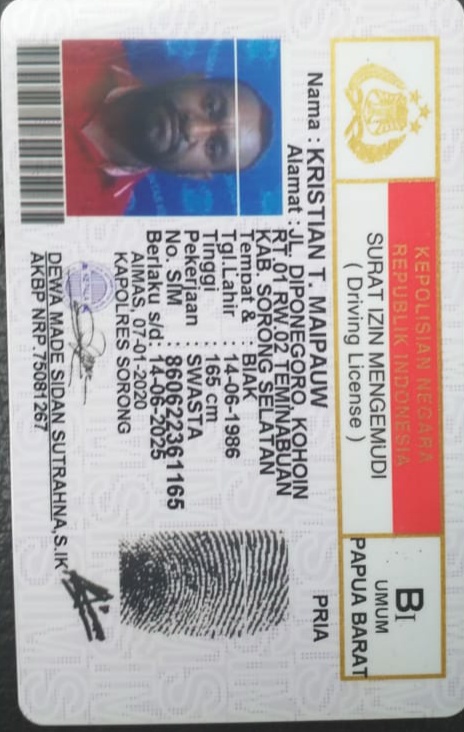 KEPOLISIAN NEGARA
REPUBLIK INDONESIA
SURAT IZIN MENGEMUDI
( Driving License )
BI
UMUM
PAPUA BARAT
Nama : KRISTIAN T. MAIPAUW
PRIA
Alamat : JL. DIPONEGORO, KOHOIN
RT.01 RW.02 TEMINABUAN
KAB. SORONG SELATAN
Tempat & : BIAK
Tgl.Lahir : 14-06-1986
Tinggi : 165 cm
Pekerjaan : SWASTA
No. SIM : 860622361165
Berlaku s/d : 14-06-2025
AIMAS, 07-01-2020
KAPOLRES SORONG
DEWA MADE SIDAN SUTRAHNA,S.IK
AKBP NRP.75081267